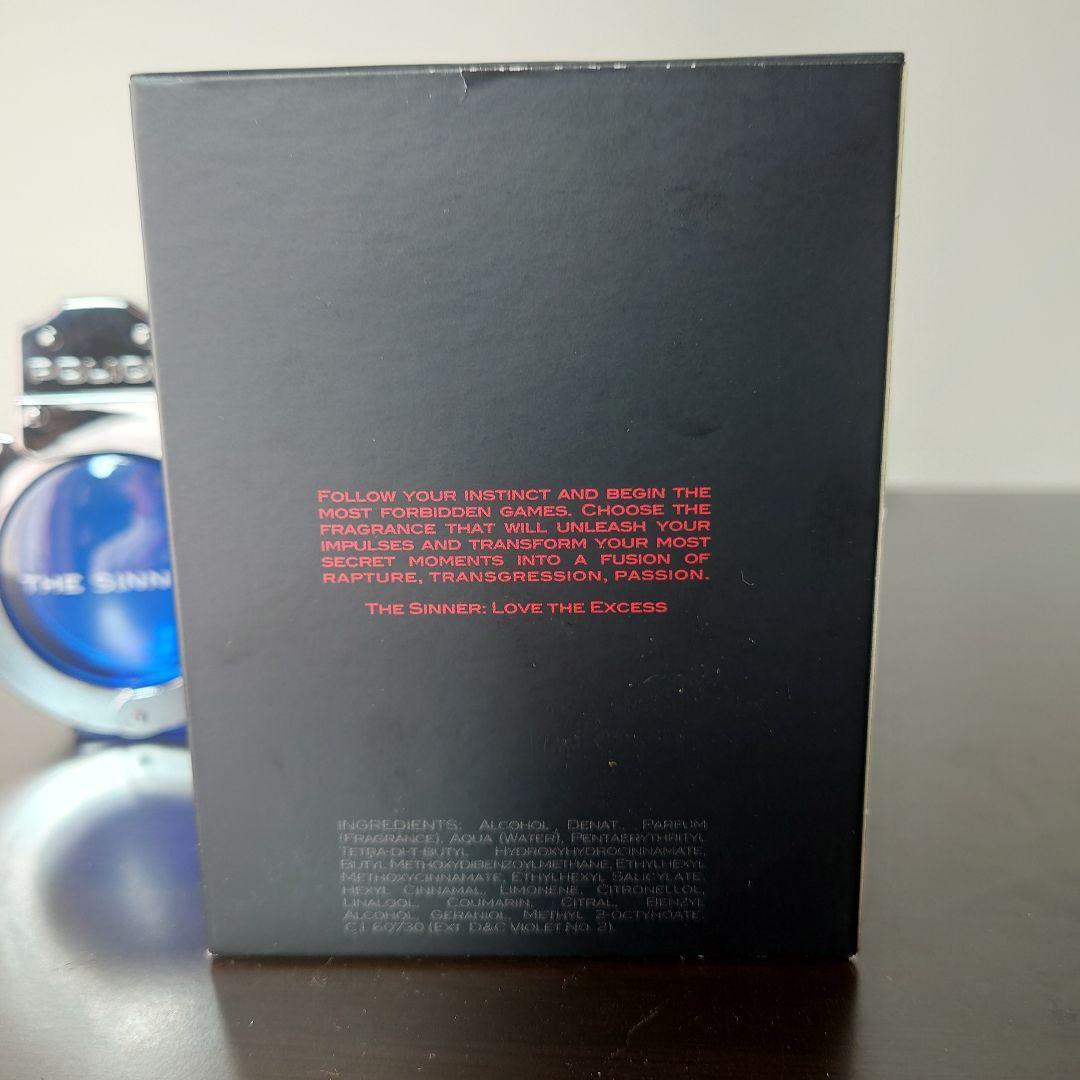 POLICE
THE SINN
FOLLOW YOUR INSTINCT AND BEGIN THE
MOST FORBIDDEN GAMES. CHOOSE THE
FRAGRANCE THAT WILL UNLEASH YOUR
IMPULSES AND TRANSFORM YOUR MOST
SECRET MOMENTS INTO A FUSION OF
RAPTURE, TRANSGRESSION, PASSION.
THE SINNER: LOVE THE EXCESS
INGREDIENTS: ALCOHOL DENAT., PARFUM
(FRAGRANCE), AQUA (WATER), PENTAERYTHRITYL
TETRA-DI-T-BUTYL HYDROXYHYDROCINNAMATE,
BUTYL METHOXYDIBENZOYLMETHANE, ETHYLHEXYL
METHOXYCINNAMATE, ETHYLHEXYL SALICYLATE,
HEXYL CINNAMAL, LIMONENE, CITRONELLOL,
LINALOOL, COUMARIN, CITRAL, BENZYL
ALCOHOL, GERANIOL, METHYL 2-OCTYNOATE.
C.I. 60730 (EXT. D&C VIOLET NO. 2).